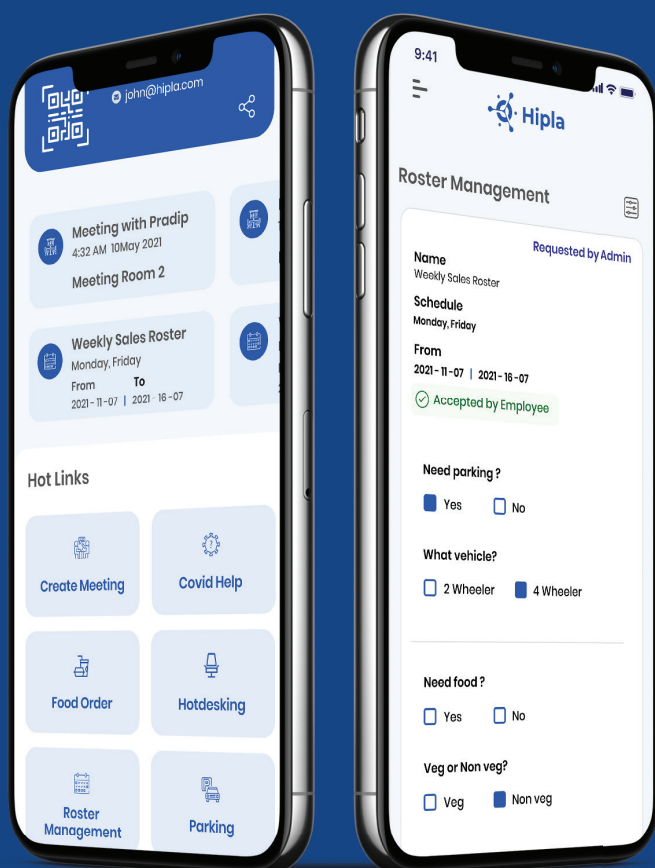 john@hipla.com
Meeting with Pradip
4:32 AM 10May 2021
Meeting Room 2
Weekly Sales Roster
Monday, Friday
From To
2021-11-07 | 2021-16-07
Hot Links
Create Meeting
Covid Help
Food Order
Hotdesking
Roster
Management
Parking
9:41
Hipla
Roster Management
Requested by Admin
Name
Weekly Sales Roster
Schedule
Monday, Friday
From
2021-11-07 | 2021-16-07
Accepted by Employee
Need parking ?
Yes No
What vehicle?
2 Wheeler 4 Wheeler
Need food ?
Yes No
Veg or Non veg?
Veg Non veg